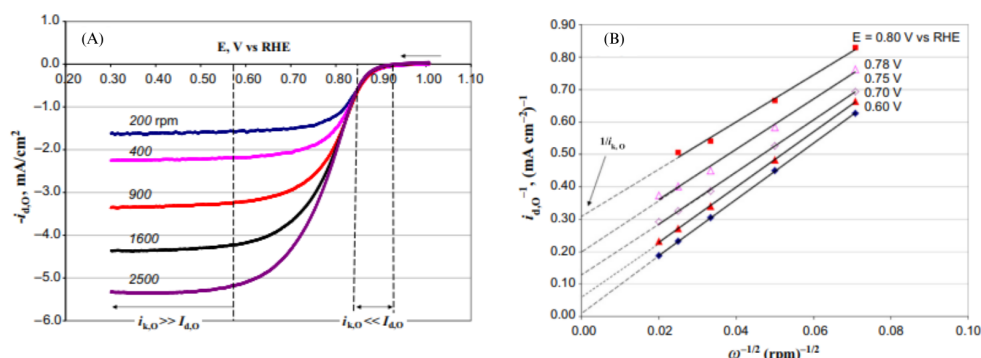 (A)
E, V vs RHE
-1.0
0.0
0.20 0.30 0.40 0.50 0.60 0.70 0.80 0.90 1.00 1.10
−1.0
−2.0
−3.0
−4.0
−5.0
−6.0
-i_d,O, mA/cm²
200 rpm
400
900
1600
2500
i_k,O >> I_d,O
i_k,O << I_d,O
(B)
E = 0.80 V vs RHE
0.78 V
0.75 V
0.70 V
0.60 V
1/i_k,O
i_d,O⁻¹, (mA cm⁻²)⁻¹
0.90
0.80
0.70
0.60
0.50
0.40
0.30
0.20
0.10
0.00
0.00 0.02 0.04 0.06 0.08 0.10
ω⁻¹/² (rpm)⁻¹/²